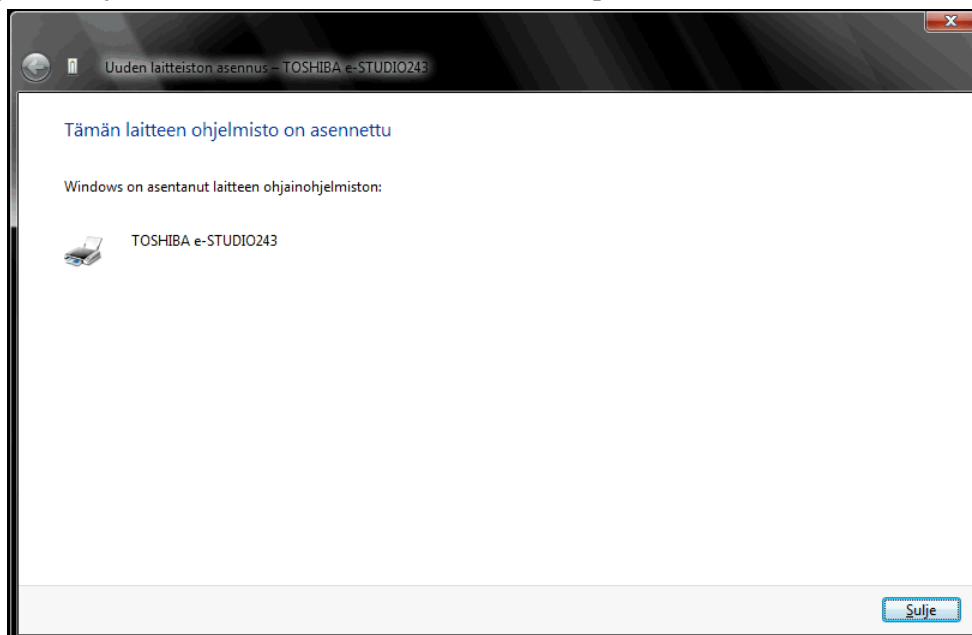 Uuden laitteiston asennus – TOSHIBA e-STUDIO243
Tämän laitteen ohjelmisto on asennettu
Windows on asentanut laitteen ohjainohjelmiston:
TOSHIBA e-STUDIO243
Sulje